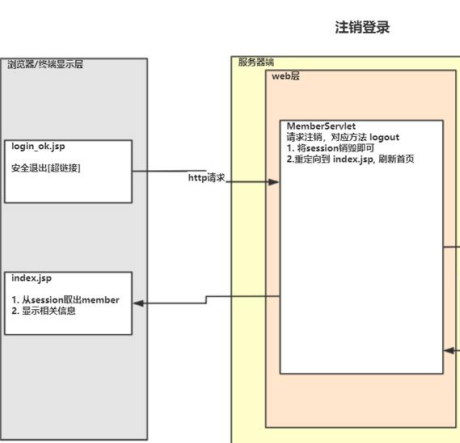 注销登录
浏览器/终端显示层
服务器端
web层
login_ok.jsp
安全退出[超链接]
http请求
MemberServlet
请求注销，对应方法 logout
1. 将session销毁即可
2.重定向到 index.jsp, 刷新首页
index.jsp
1. 从session取出member
2. 显示相关信息